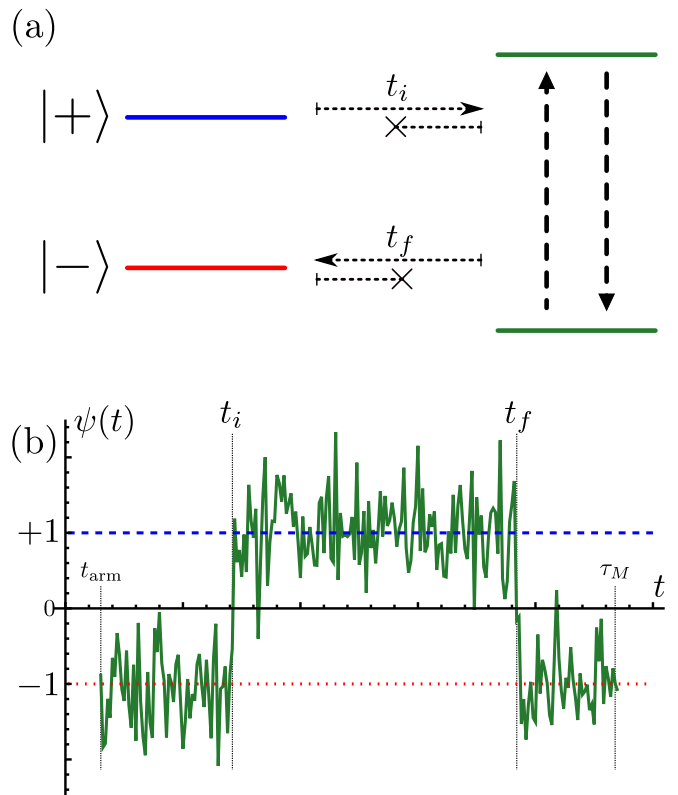 (a)
|+⟩
t_i
|−⟩
t_f
(b)
ψ(t)
t_i
t_f
+1
t_arm
τ_M
t
0
−1